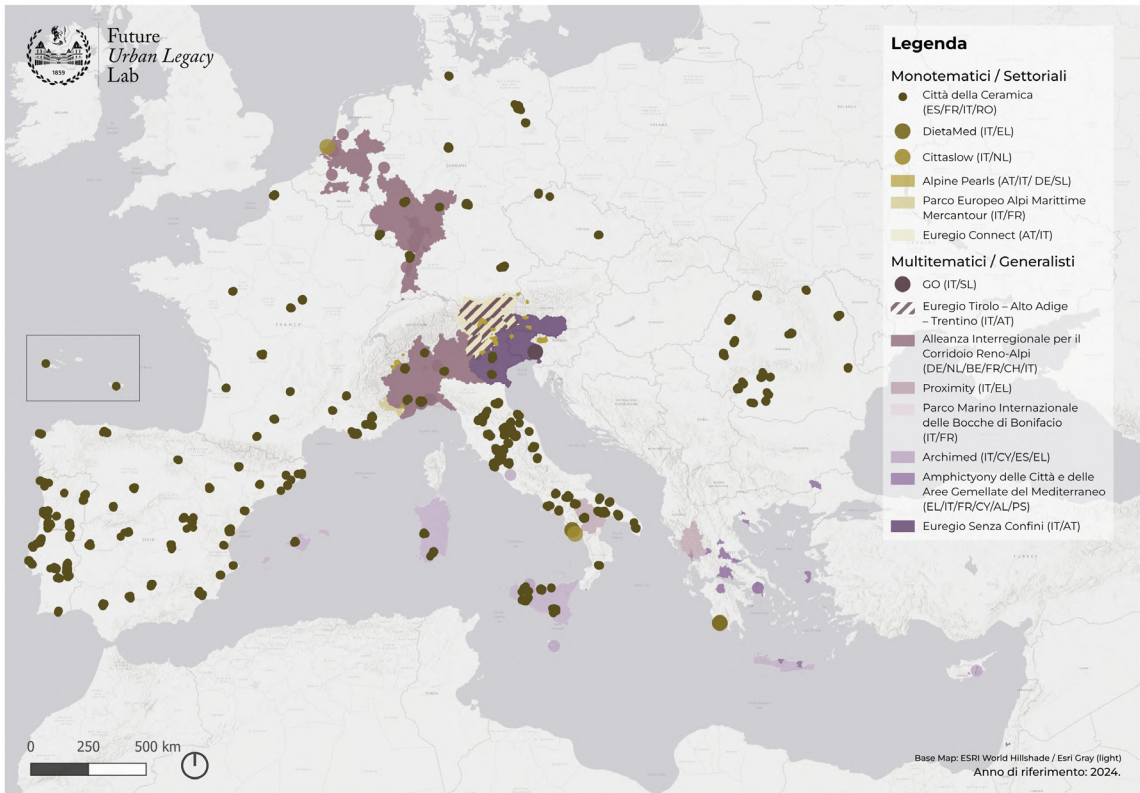 Future
Urban Legacy
Lab
1859
Legenda
Monotematici / Settoriali
Città della Ceramica
(ES/FR/IT/RO)
DietaMed (IT/EL)
Cittaslow (IT/NL)
Alpine Pearls (AT/IT/ DE/SL)
Parco Europeo Alpi Marittime
Mercantour (IT/FR)
Euregio Connect (AT/IT)
Multitematici / Generalisti
GO (IT/SL)
Euregio Tirolo – Alto Adige
– Trentino (IT/AT)
Alleanza Interregionale per il
Corridoio Reno-Alpi
(DE/NL/BE/FR/CH/IT)
Proximity (IT/EL)
Parco Marino Internazionale
delle Bocche di Bonifacio
(IT/FR)
Archimed (IT/CY/ES/EL)
Amphictyony delle Città e delle
Aree Gemellate del Mediterraneo
(EL/IT/FR/CY/AL/PS)
Euregio Senza Confini (IT/AT)
FRANCE
TURKEY
0 250 500 km
Base Map: ESRI World Hillshade / Esri Gray (light)
Anno di riferimento: 2024.